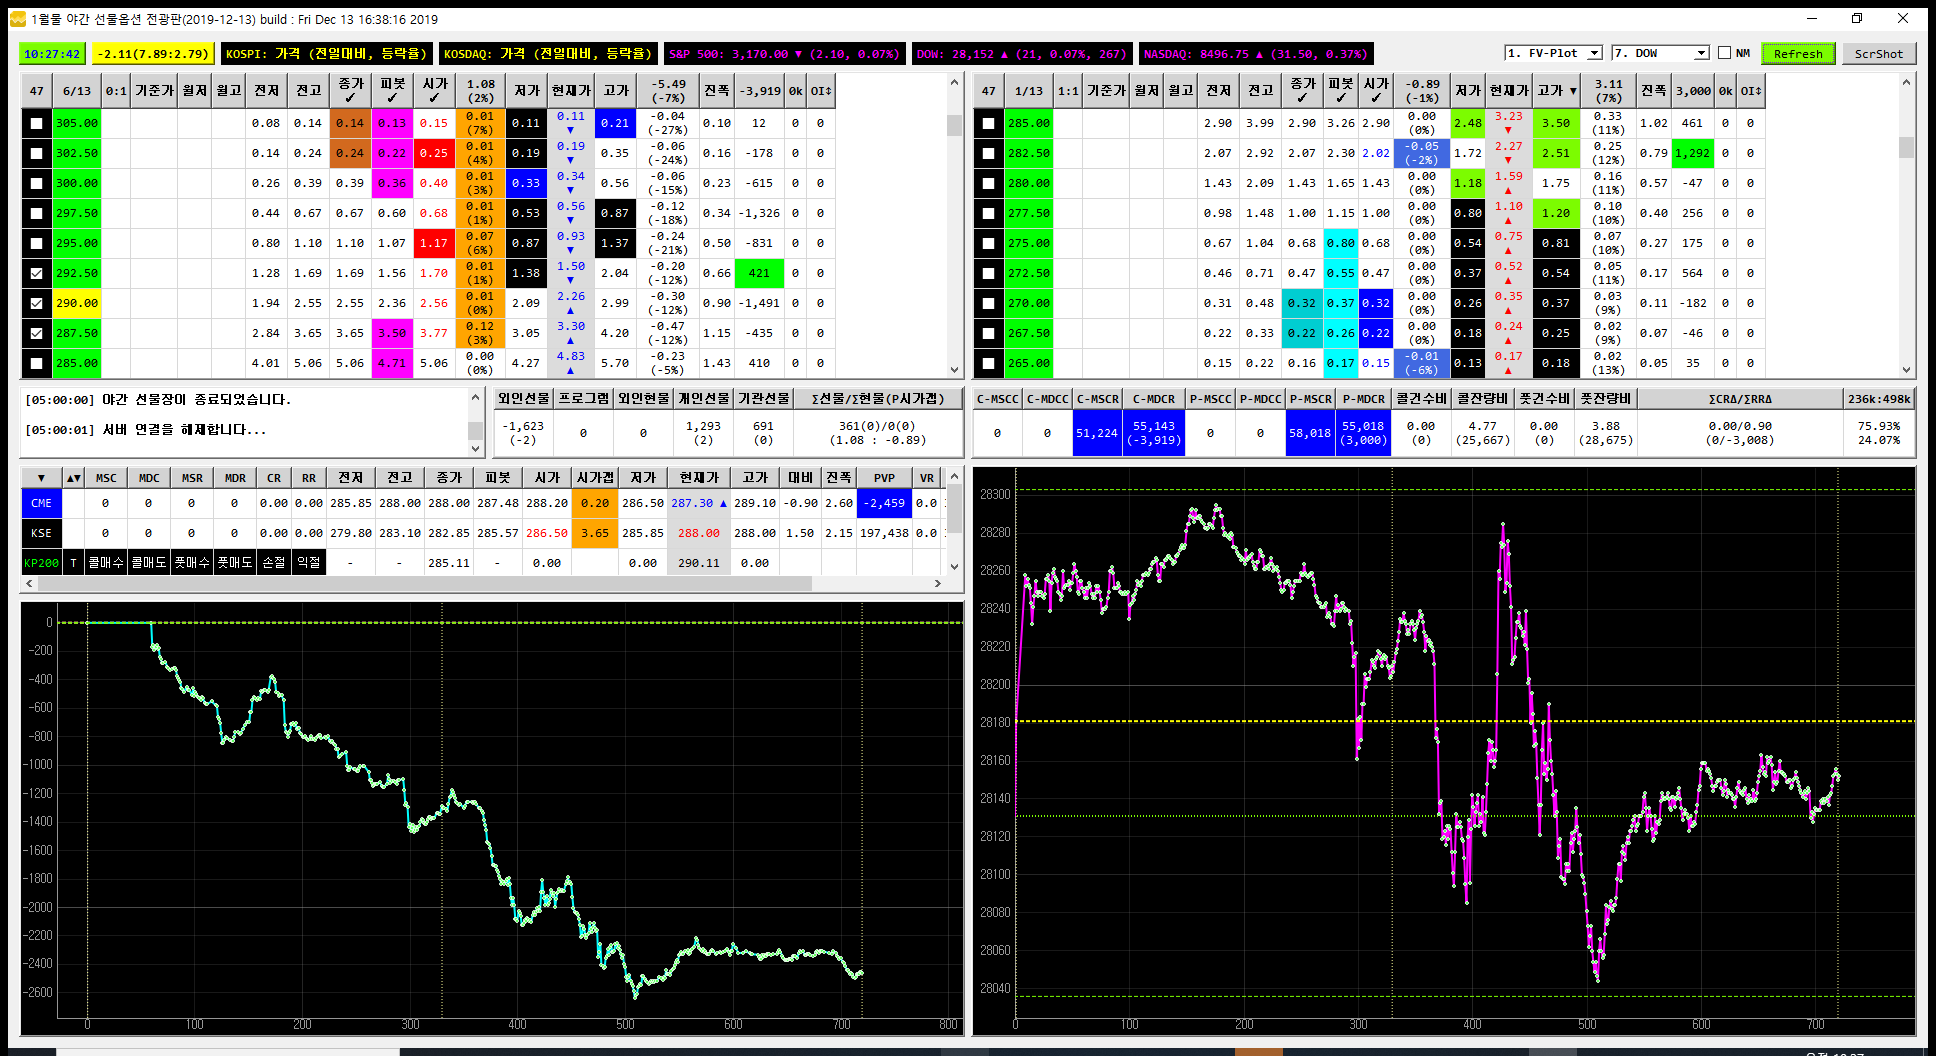 1월물 야간 선물옵션 전광판(2019-12-13) build : Fri Dec 13 16:38:16 2019
10:27:42 -2.11(7.89:2.79) KOSPI: 가격 (전일대비, 등락율) KOSDAQ: 가격 (전일대비, 등락율) S&P 500: 3,170.00 ▼ (2.10, 0.07%) DOW: 28,152 ▲ (21, 0.07%, 267) NASDAQ: 8496.75 ▲ (31.50, 0.37%) 1. FV-Plot 7. DOW NM Refresh ScrShot
47 6/13 0:1 기준가 월저 월고 전저 전고 종가 ✓ 피봇 ✓ 시가 ✓ 1.08 (2%) 저가 현재가 고가 -5.49 (-7%) 진폭 -3,919 0k OI↕
305.00 0.08 0.14 0.14 0.13 0.15 0.01 (7%) 0.11 0.11 ▼ 0.21 -0.04 (-27%) 0.10 12 0 0
302.50 0.14 0.24 0.24 0.22 0.25 0.01 (4%) 0.19 0.19 ▼ 0.35 -0.06 (-24%) 0.16 -178 0 0
300.00 0.26 0.39 0.39 0.36 0.40 0.01 (3%) 0.33 0.34 ▼ 0.56 -0.06 (-15%) 0.23 -615 0 0
297.50 0.44 0.67 0.67 0.60 0.68 0.01 (1%) 0.53 0.56 ▼ 0.87 -0.12 (-18%) 0.34 -1,326 0 0
295.00 0.80 1.10 1.10 1.07 1.17 0.07 (6%) 0.87 0.93 ▼ 1.37 -0.24 (-21%) 0.50 -831 0 0
292.50 1.28 1.69 1.69 1.56 1.70 0.01 (1%) 1.38 1.50 ▼ 2.04 -0.20 (-12%) 0.66 421 0 0
290.00 1.94 2.55 2.55 2.36 2.56 0.01 (0%) 2.09 2.26 ▲ 2.99 -0.30 (-12%) 0.90 -1,491 0 0
287.50 2.84 3.65 3.65 3.50 3.77 0.12 (3%) 3.05 3.30 ▲ 4.20 -0.47 (-12%) 1.15 -435 0 0
285.00 4.01 5.06 5.06 4.71 5.06 0.00 (0%) 4.27 4.83 ▲ 5.70 -0.23 (-5%) 1.43 410 0 0
47 1/13 1:1 기준가 월저 월고 전저 전고 종가 ✓ 피봇 ✓ 시가 ✓ -0.89 (-1%) 저가 현재가 고가 ▼ 3.11 (7%) 진폭 3,000 0k OI↕
285.00 2.90 3.99 2.90 3.26 2.90 0.00 (0%) 2.48 3.23 ▼ 3.50 0.33 (11%) 1.02 461 0 0
282.50 2.07 2.92 2.07 2.30 2.02 -0.05 (-2%) 1.72 2.27 ▼ 2.51 0.25 (12%) 0.79 1,292 0 0
280.00 1.43 2.09 1.43 1.65 1.43 0.00 (0%) 1.18 1.59 ▲ 1.75 0.16 (11%) 0.57 -47 0 0
277.50 0.98 1.48 1.00 1.15 1.00 0.00 (0%) 0.80 1.10 ▲ 1.20 0.10 (10%) 0.40 256 0 0
275.00 0.67 1.04 0.68 0.80 0.68 0.00 (0%) 0.54 0.75 ▲ 0.81 0.07 (10%) 0.27 175 0 0
272.50 0.46 0.71 0.47 0.55 0.47 0.00 (0%) 0.37 0.52 ▲ 0.54 0.05 (11%) 0.17 564 0 0
270.00 0.31 0.48 0.32 0.37 0.32 0.00 (0%) 0.26 0.35 ▲ 0.37 0.03 (9%) 0.11 -182 0 0
267.50 0.22 0.33 0.22 0.26 0.22 0.00 (0%) 0.18 0.24 ▲ 0.25 0.02 (9%) 0.07 -46 0 0
265.00 0.15 0.22 0.16 0.17 0.15 -0.01 (-6%) 0.13 0.17 ▲ 0.18 0.02 (13%) 0.05 35 0 0
[05:00:00] 야간 선물장이 종료되었습니다.
[05:00:01] 서버 연결을 해제합니다...
외인선물 프로그램 외인현물 개인선물 기관선물 Σ선물/Σ현물(P시가갭)
-1,623 (-2) 0 0 1,293 (2) 691 (0) 361(0)/0(0) (1.08 : -0.89)
C-MSCC C-MDCC C-MSCR C-MDCR P-MSCC P-MDCC P-MSCR P-MDCR 콜건수비 콜잔량비 풋건수비 풋잔량비 ΣCRΔ/ΣRRΔ 236k:498k
0 0 51,224 55,143 (-3,919) 0 0 58,018 55,018 (3,000) 0.00 (0) 4.77 (25,667) 0.00 (0) 3.88 (28,675) 0.00/0.90 (0/-3,008) 75.93% 24.07%
▼ ▲▼ MSC MDC MSR MDR CR RR 전저 전고 종가 피봇 시가 시가갭 저가 현재가 고가 대비 진폭 PVP VR
CME 0 0 0 0 0.00 0.00 285.85 288.00 288.00 287.48 288.20 0.20 286.50 287.30 ▲ 289.10 -0.90 2.60 -2,459 0.0
KSE 0 0 0 0 0.00 0.00 279.80 283.10 282.85 285.57 286.50 3.65 285.85 288.00 288.00 1.50 2.15 197,438 0.0
KP200 T 콜매수 콜매도 풋매수 풋매도 손절 익절 - - 285.11 - 0.00 0.00 290.11 0.00
0
-200
-400
-600
-800
-1000
-1200
-1400
-1600
-1800
-2000
-2200
-2400
-2600
0 100 200 300 400 500 600 700 800
28300
28280
28260
28240
28220
28200
28180
28160
28140
28120
28100
28080
28060
28040
0 100 200 300 400 500 600 700